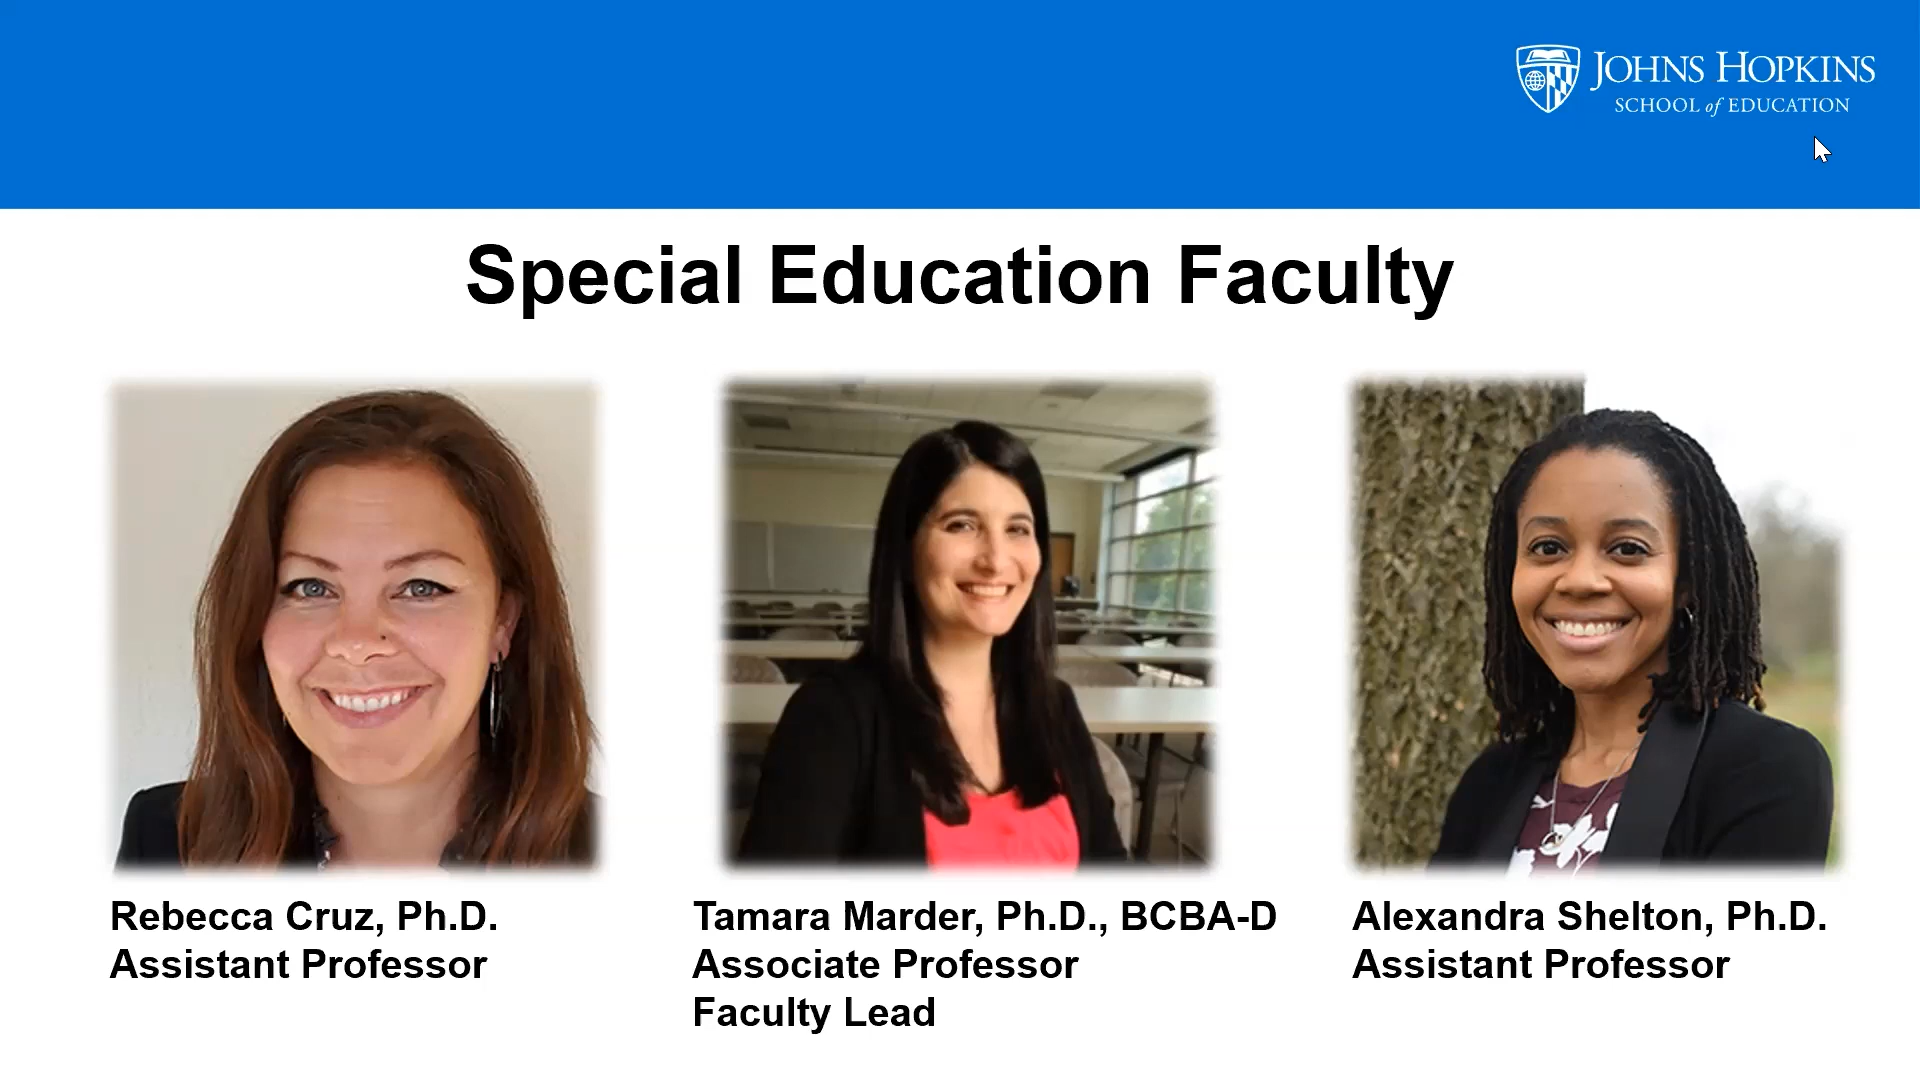 JOHNS HOPKINS
SCHOOL of EDUCATION
Special Education Faculty
Rebecca Cruz, Ph.D.
Assistant Professor
Tamara Marder, Ph.D., BCBA-D
Associate Professor
Faculty Lead
Alexandra Shelton, Ph.D.
Assistant Professor